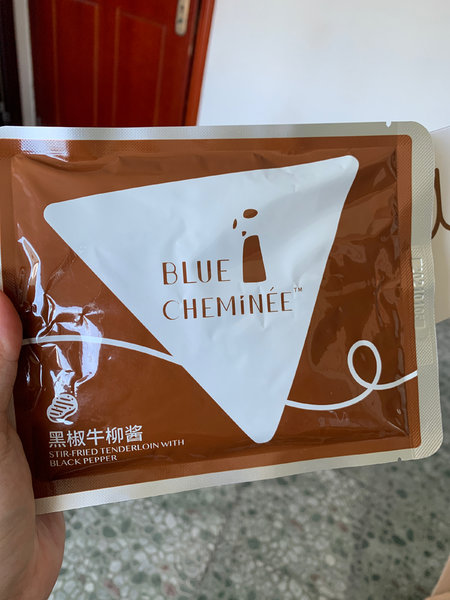 BLUE
CHEMINÉE™
黑椒牛柳酱
STIR-FRIED TENDERLOIN WITH
BLACK PEPPER